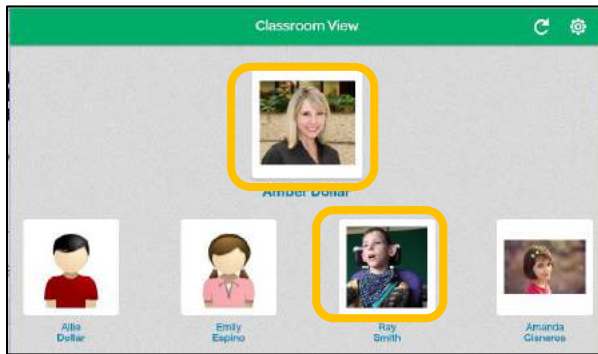 Classroom View
Amber Dollar
Allie
Dollar
Emily
Espino
Ray
Smith
Amanda
Cisneros